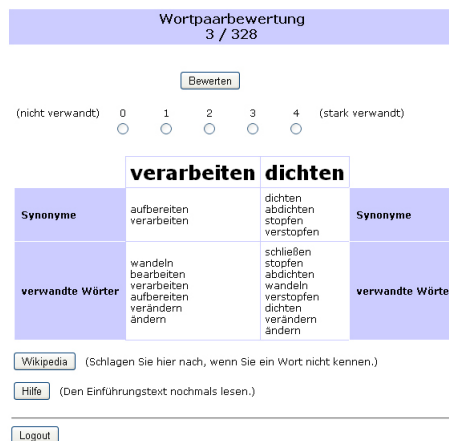 Wortpaarbewertung
3 / 328
Bewerten
(nicht verwandt) 0 1 2 3 4 (stark verwandt)
verarbeiten dichten
Synonyme
aufbereiten
verarbeiten
dichten
abdichten
stopfen
verstopfen
Synonyme
verwandte Wörter
wandeln
bearbeiten
verarbeiten
aufbereiten
verändern
ändern
schließen
stopfen
abdichten
wandeln
verstopfen
dichten
verändern
ändern
verwandte Wörte
Wikipedia (Schlagen Sie hier nach, wenn Sie ein Wort nicht kennen.)
Hilfe (Den Einführungstext nochmals lesen.)
Logout